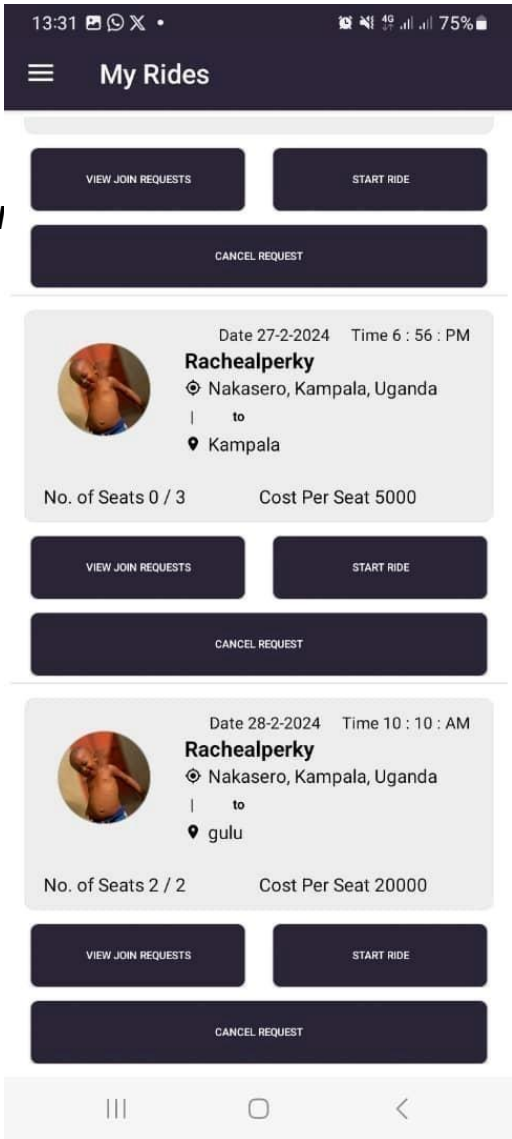 13:31 X • 4G 75%
My Rides
VIEW JOIN REQUESTS START RIDE
CANCEL REQUEST
Date 27-2-2024 Time 6 : 56 : PM
Rachealperky
Nakasero, Kampala, Uganda
| to
Kampala
No. of Seats 0 / 3 Cost Per Seat 5000
VIEW JOIN REQUESTS START RIDE
CANCEL REQUEST
Date 28-2-2024 Time 10 : 10 : AM
Rachealperky
Nakasero, Kampala, Uganda
| to
gulu
No. of Seats 2 / 2 Cost Per Seat 20000
VIEW JOIN REQUESTS START RIDE
CANCEL REQUEST